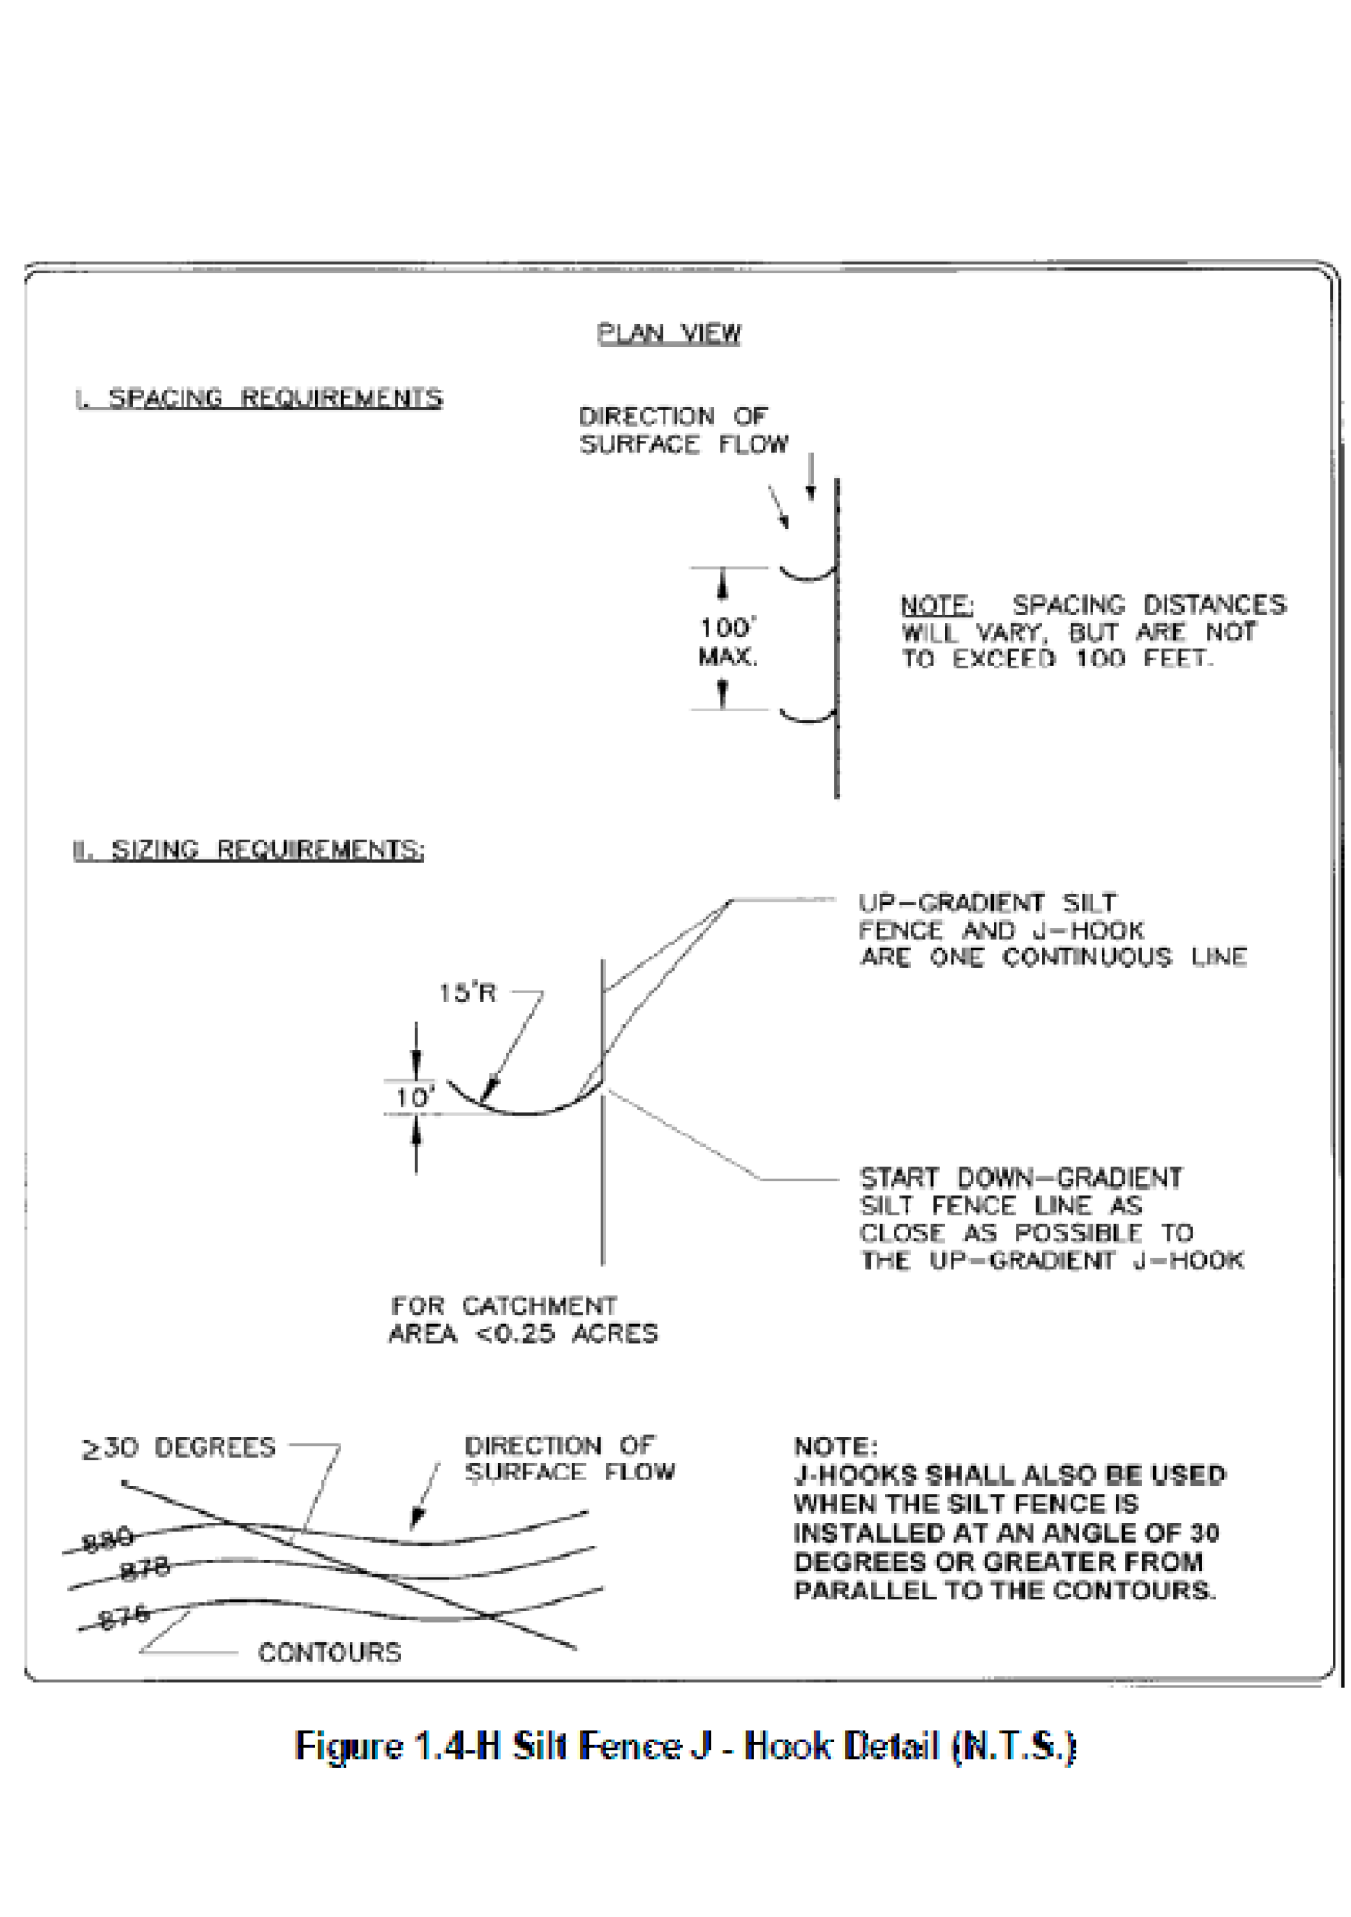 PLAN VIEW
I. SPACING REQUIREMENTS
DIRECTION OF
SURFACE FLOW
100'
MAX.
NOTE: SPACING DISTANCES
WILL VARY, BUT ARE NOT
TO EXCEED 100 FEET.
II. SIZING REQUIREMENTS:
UP-GRADIENT SILT
FENCE AND J-HOOK
ARE ONE CONTINUOUS LINE
15'R
10'
START DOWN-GRADIENT
SILT FENCE LINE AS
CLOSE AS POSSIBLE TO
THE UP-GRADIENT J-HOOK
FOR CATCHMENT
AREA <0.25 ACRES
≥30 DEGREES
DIRECTION OF
SURFACE FLOW
880
878
876
CONTOURS
NOTE:
J-HOOKS SHALL ALSO BE USED
WHEN THE SILT FENCE IS
INSTALLED AT AN ANGLE OF 30
DEGREES OR GREATER FROM
PARALLEL TO THE CONTOURS.
Figure 1.4-H Silt Fence J - Hook Detail (N.T.S.)